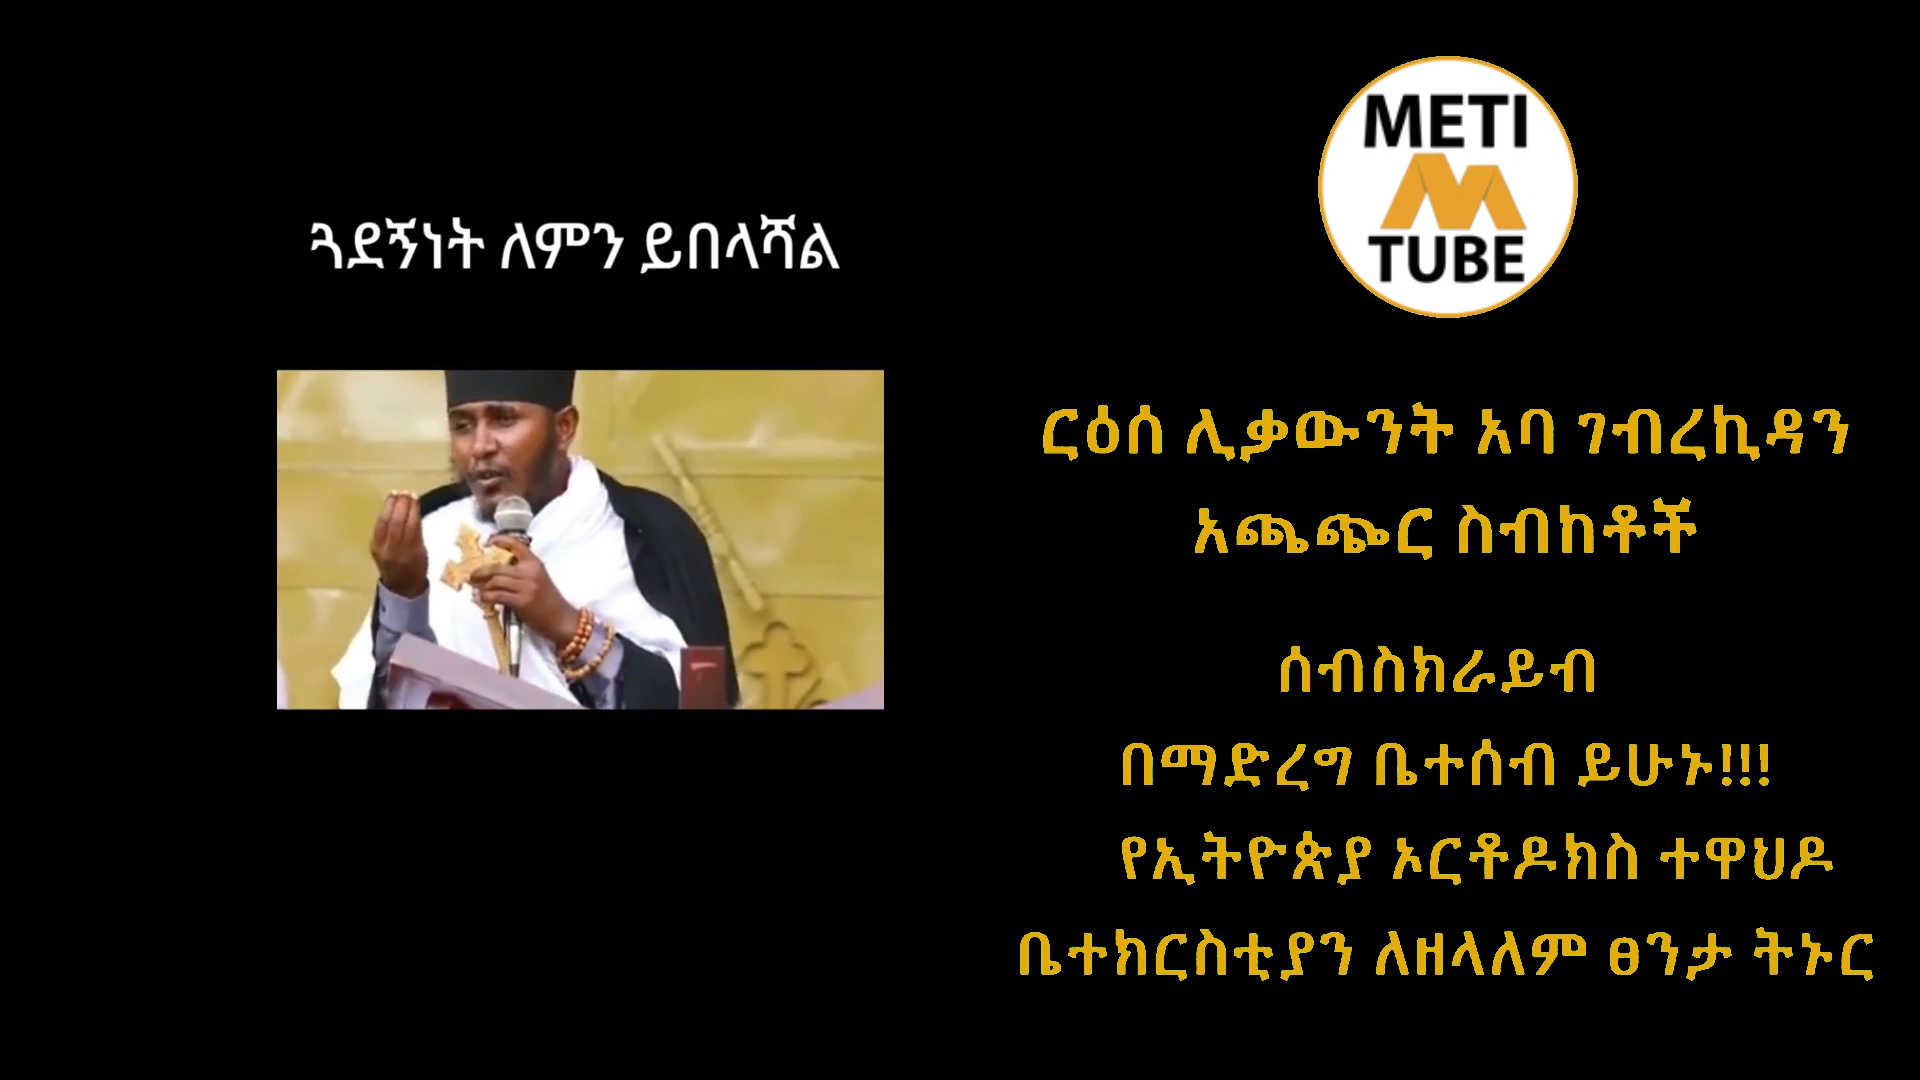 ጓደኝነት ለምን ይበላሻል
METI
TUBE
ርዕሰ ሊቃውንት አባ ገብረኪዳን
አጫጭር ስብከቶች
ሰብስክራይብ
በማድረግ ቤተሰብ ይሁኑ!!!
የኢትዮጵያ ኦርቶዶክስ ተዋህዶ
ቤተክርስቲያን ለዘላለም ፀንታ ትኑር